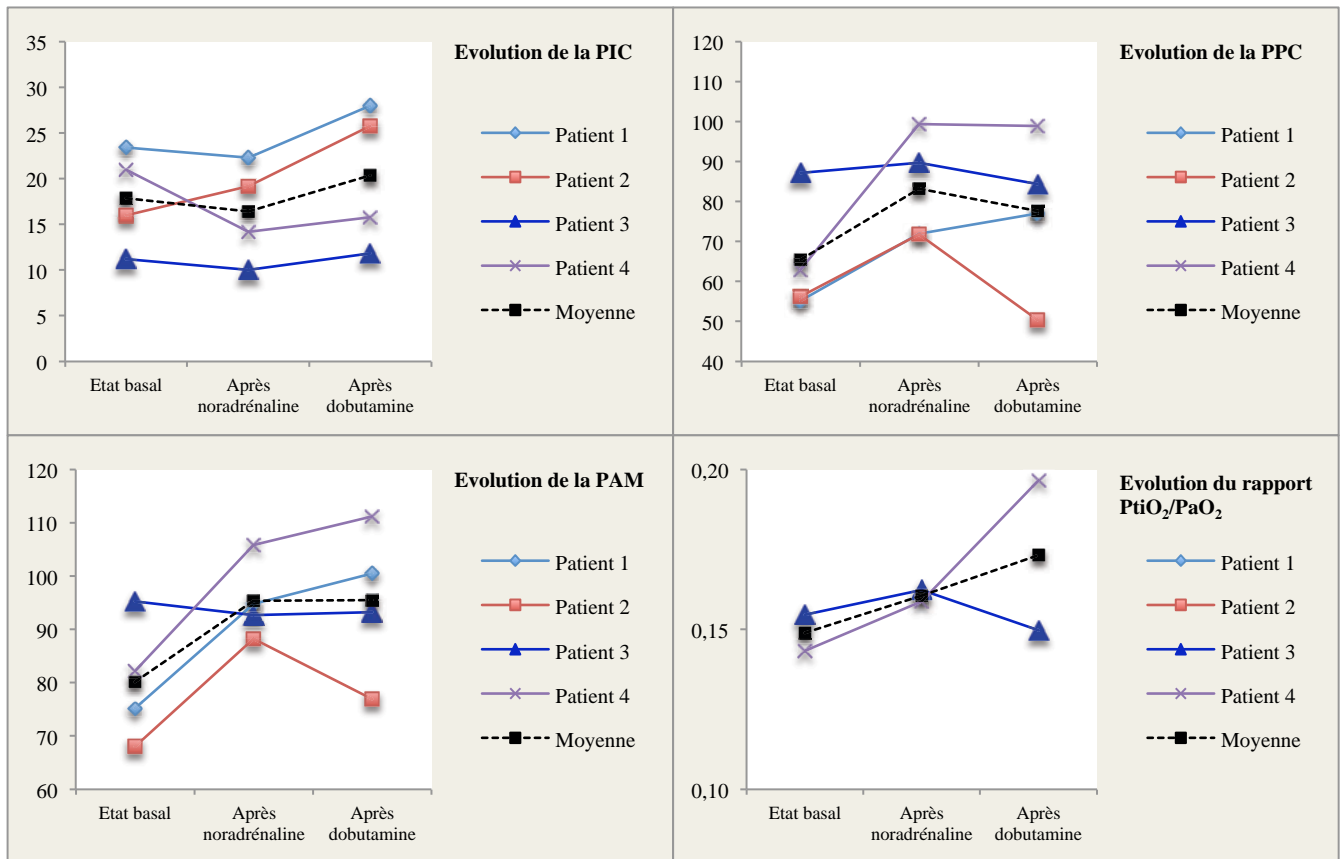 Evolution de la PIC
35
30
25
20
15
10
5
0
Etat basal
Après
noradrénaline
Après
dobutamine
Patient 1
Patient 2
Patient 3
Patient 4
Moyenne
Evolution de la PPC
120
110
100
90
80
70
60
50
40
Etat basal
Après
noradrénaline
Après
dobutamine
Patient 1
Patient 2
Patient 3
Patient 4
Moyenne
Evolution de la PAM
120
110
100
90
80
70
60
Etat basal
Après
noradrénaline
Après
dobutamine
Patient 1
Patient 2
Patient 3
Patient 4
Moyenne
Evolution du rapport
PtiO₂/PaO₂
0,20
0,15
0,10
Etat basal
Après
noradrénaline
Après
dobutamine
Patient 1
Patient 2
Patient 3
Patient 4
Moyenne